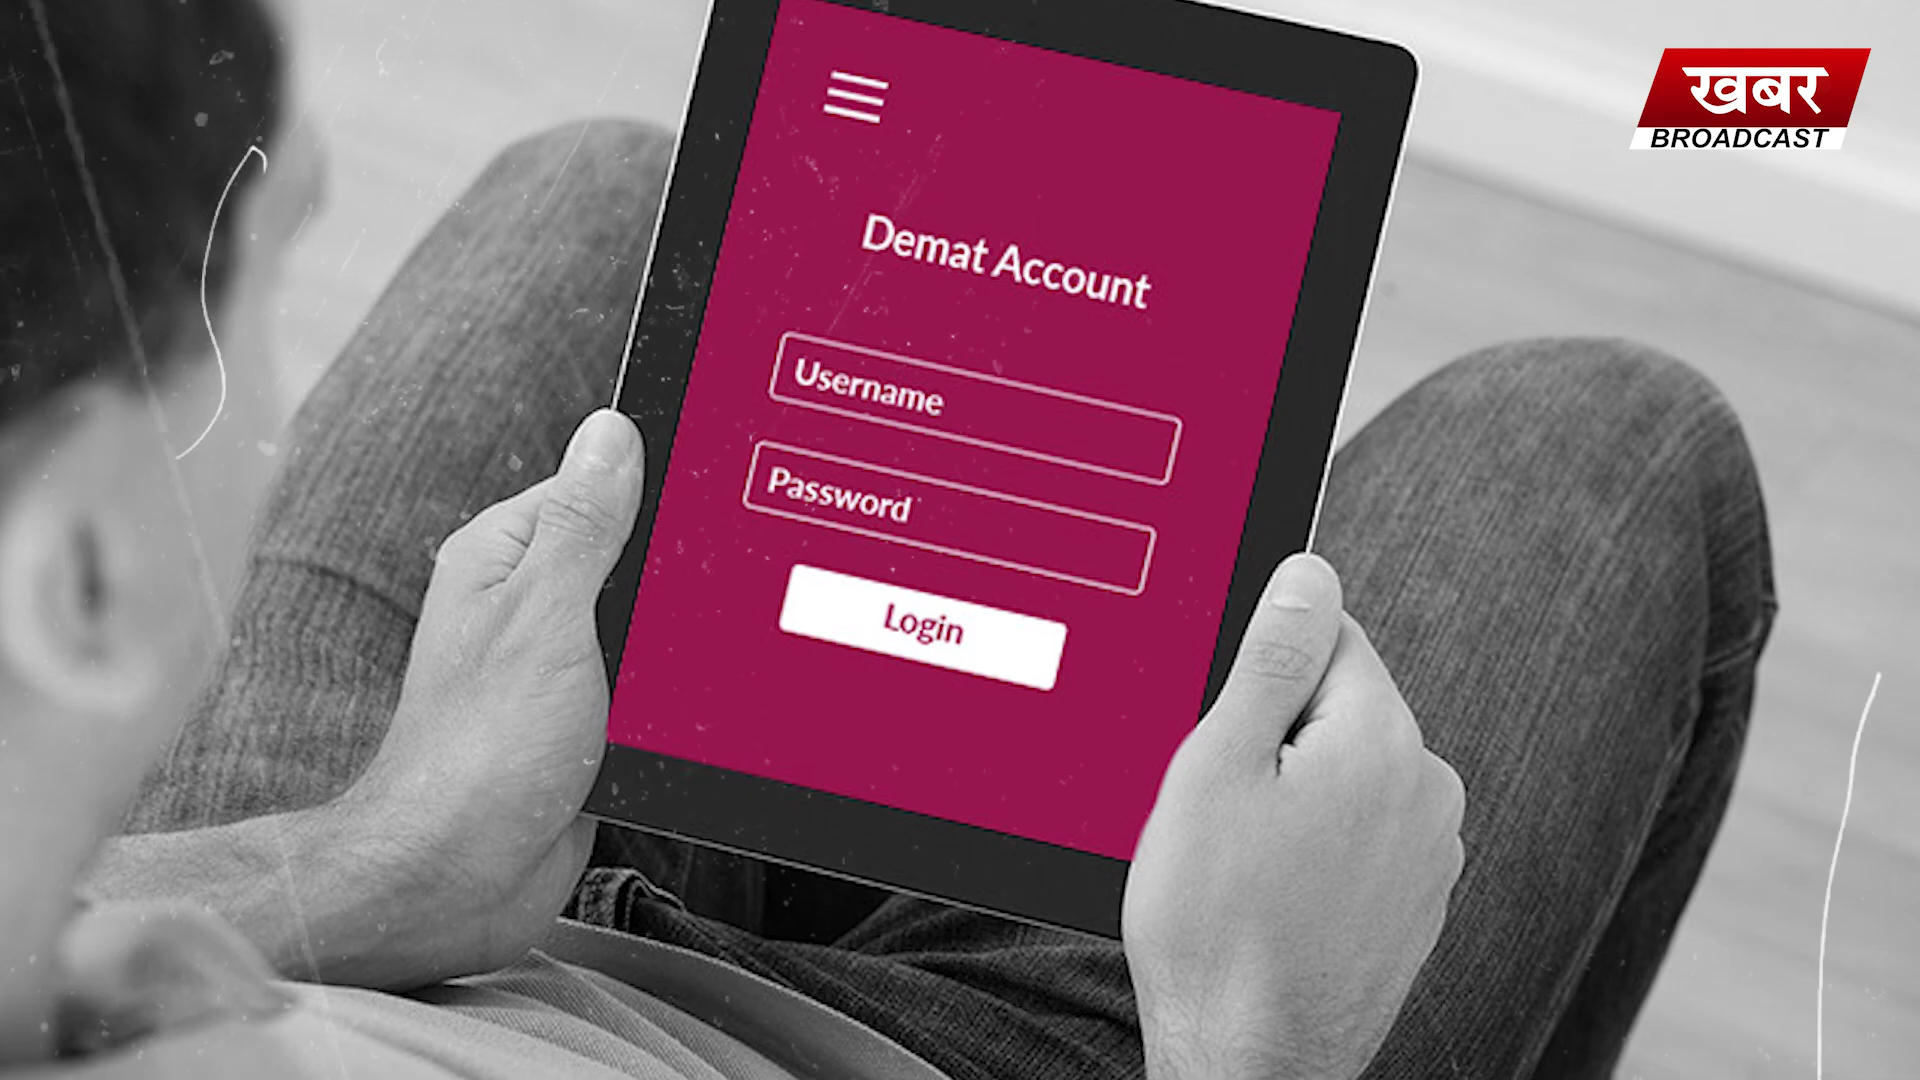 खबर
BROADCAST
Demat Account
Username
Password
Login